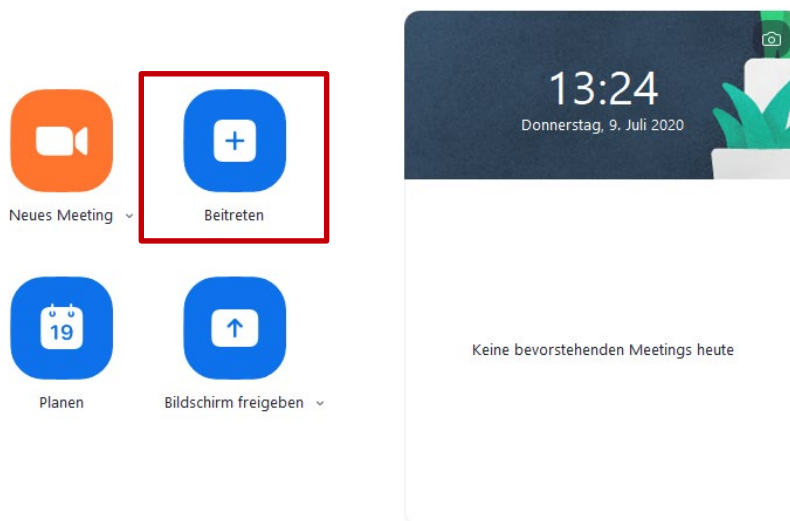 13:24
Donnerstag, 9. Juli 2020
Neues Meeting
Beitreten
19
Planen
Bildschirm freigeben
Keine bevorstehenden Meetings heute